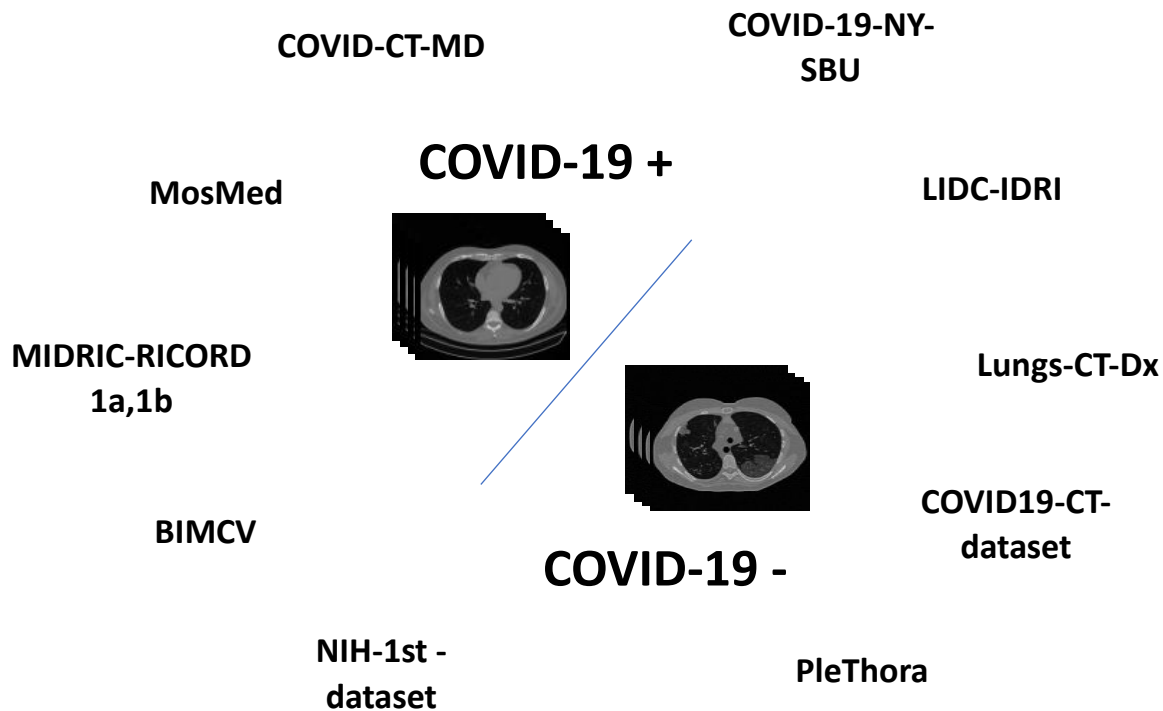 COVID-CT-MD
COVID-19-NY-
SBU
COVID-19 +
MosMed
LIDC-IDRI
MIDRIC-RICORD
1a,1b
Lungs-CT-Dx
BIMCV
COVID19-CT-
dataset
COVID-19 -
NIH-1st -
dataset
PleThora